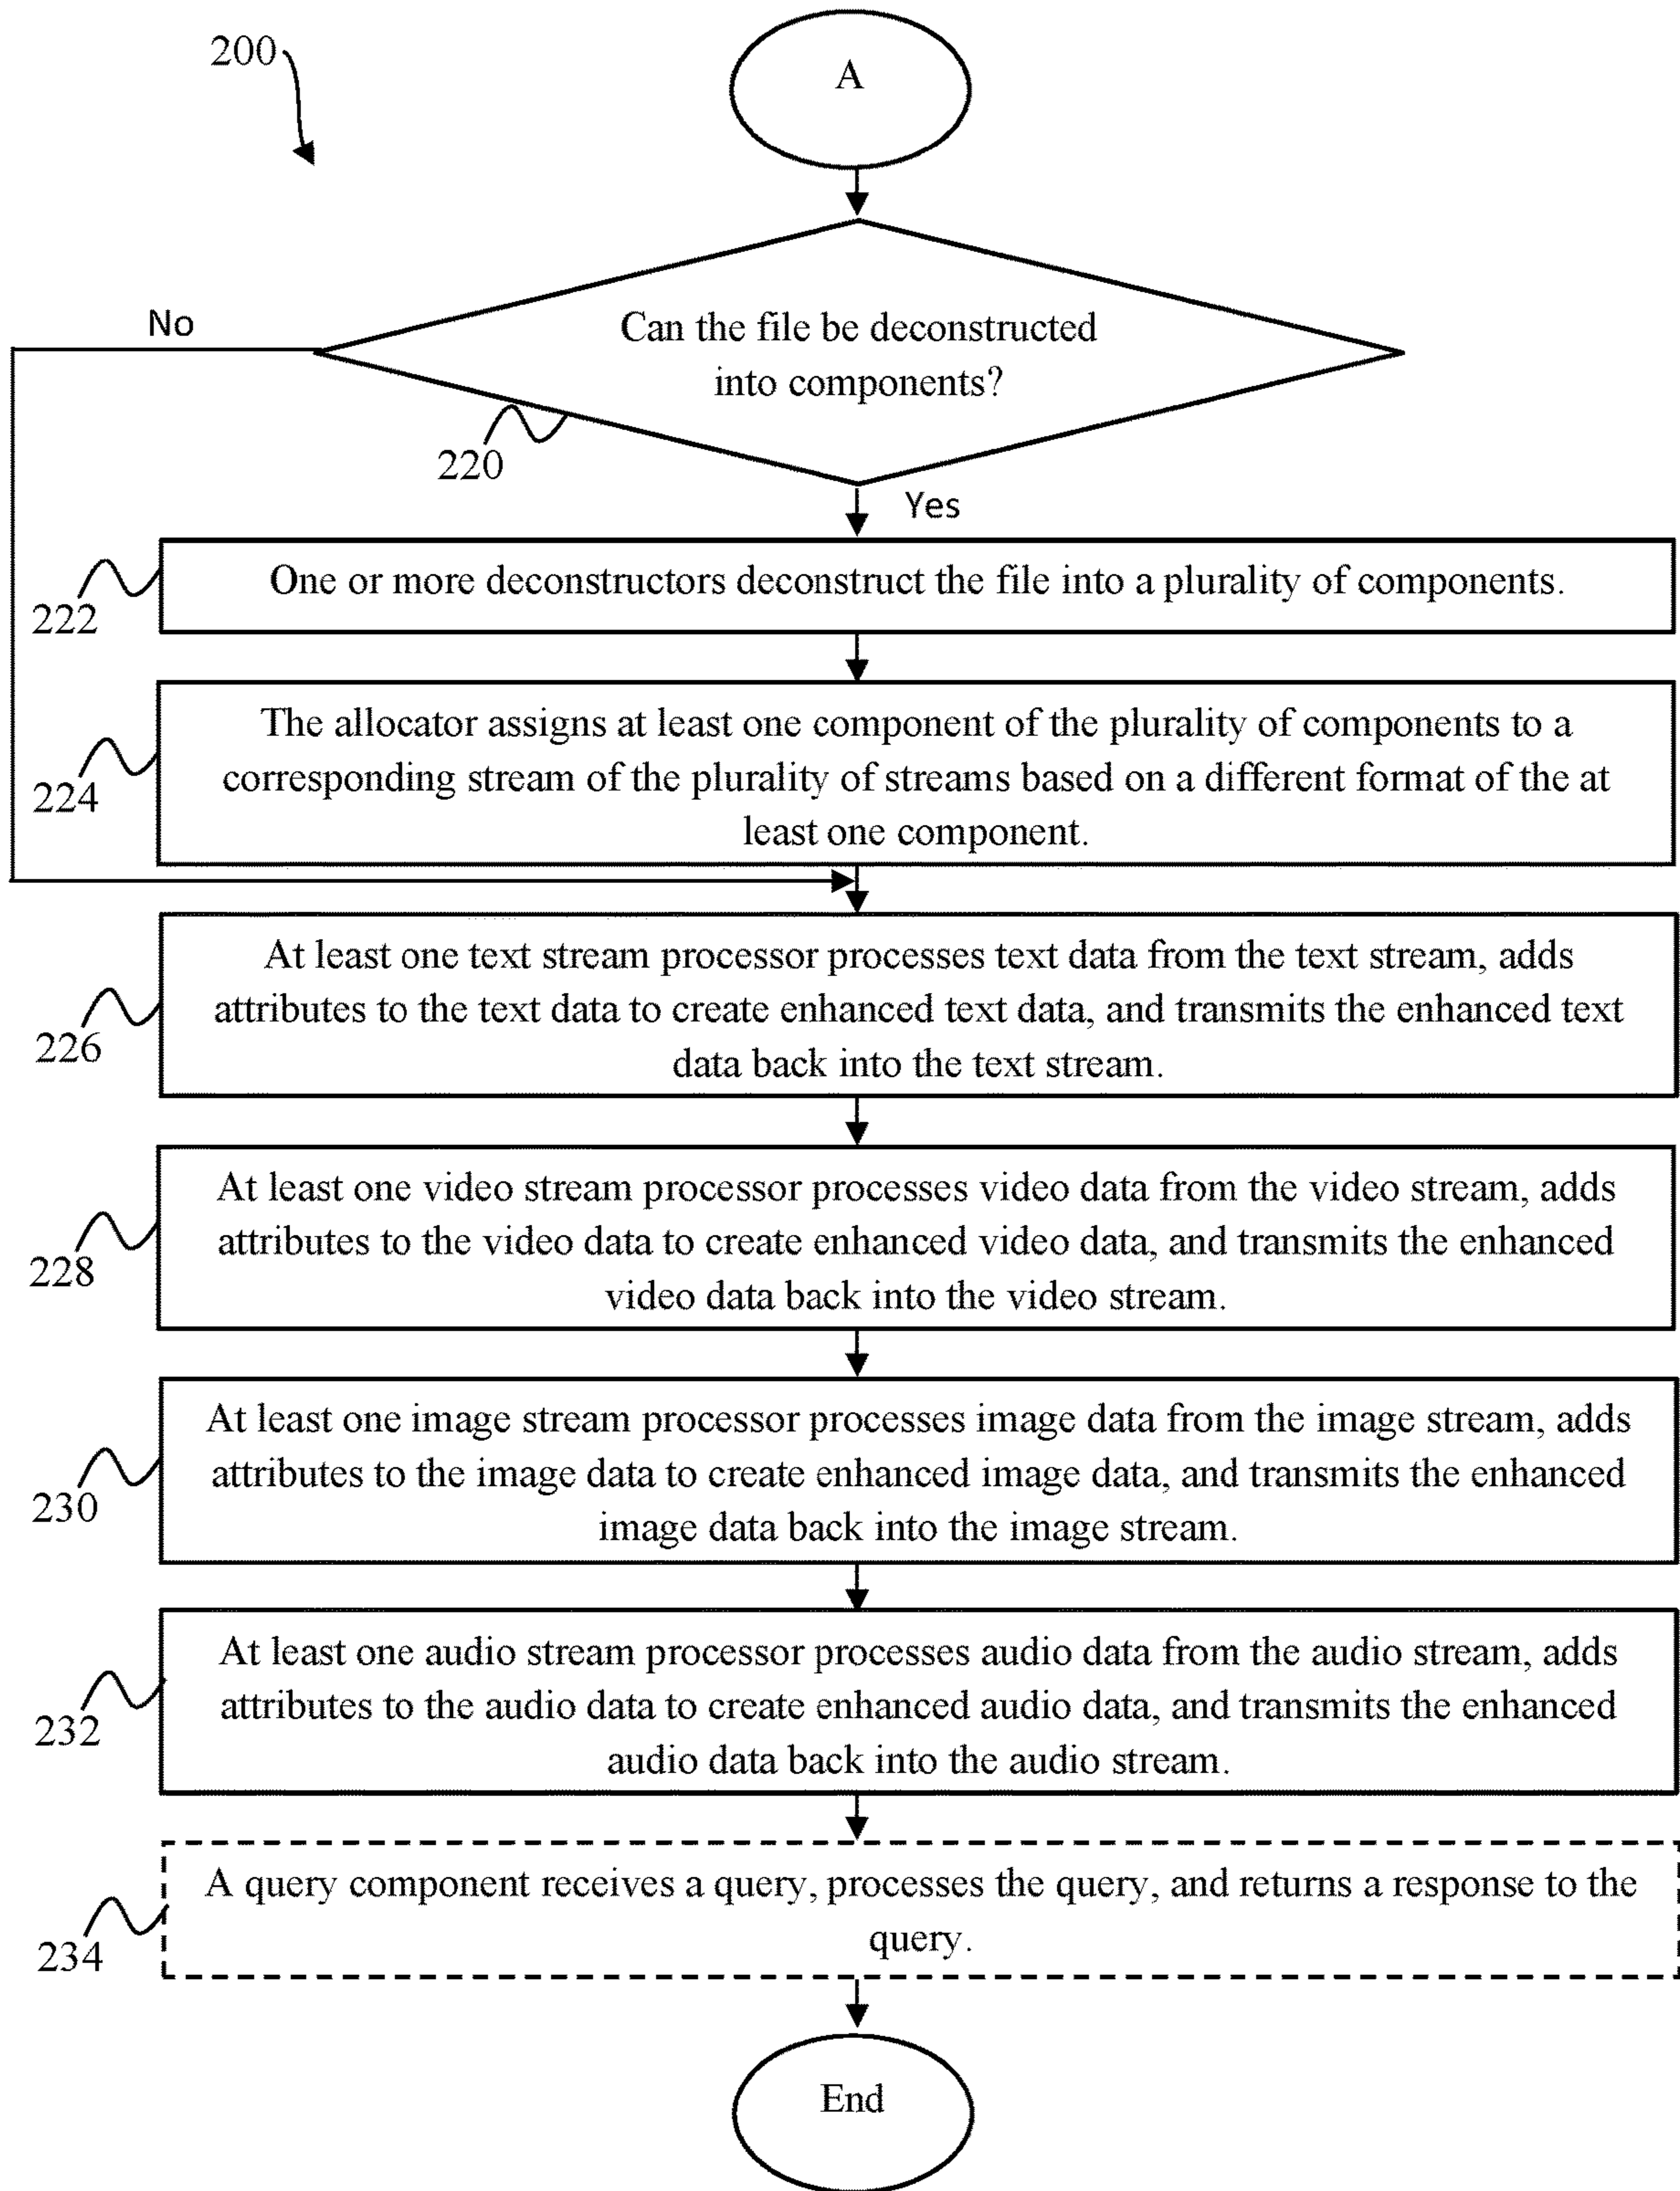 200
A
No
Can the file be deconstructed
into components?
220
Yes
222
One or more deconstructors deconstruct the file into a plurality of components.
224
The allocator assigns at least one component of the plurality of components to a
corresponding stream of the plurality of streams based on a different format of the at
least one component.
226
At least one text stream processor processes text data from the text stream, adds
attributes to the text data to create enhanced text data, and transmits the enhanced text
data back into the text stream.
228
At least one video stream processor processes video data from the video stream, adds
attributes to the video data to create enhanced video data, and transmits the enhanced
video data back into the video stream.
230
At least one image stream processor processes image data from the image stream, adds
attributes to the image data to create enhanced image data, and transmits the enhanced
image data back into the image stream.
232
At least one audio stream processor processes audio data from the audio stream, adds
attributes to the audio data to create enhanced audio data, and transmits the enhanced
audio data back into the audio stream.
234
A query component receives a query, processes the query, and returns a response to the
query.
End